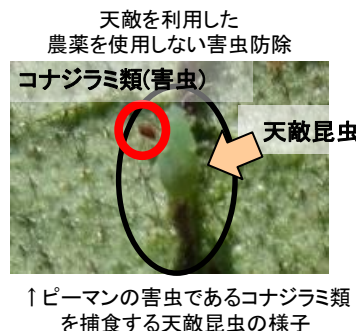 天敵を利用した
農薬を使用しない害虫防除
コナジラミ類(害虫)
天敵昆虫
↑ピーマンの害虫であるコナジラミ類
を捕食する天敵昆虫の様子